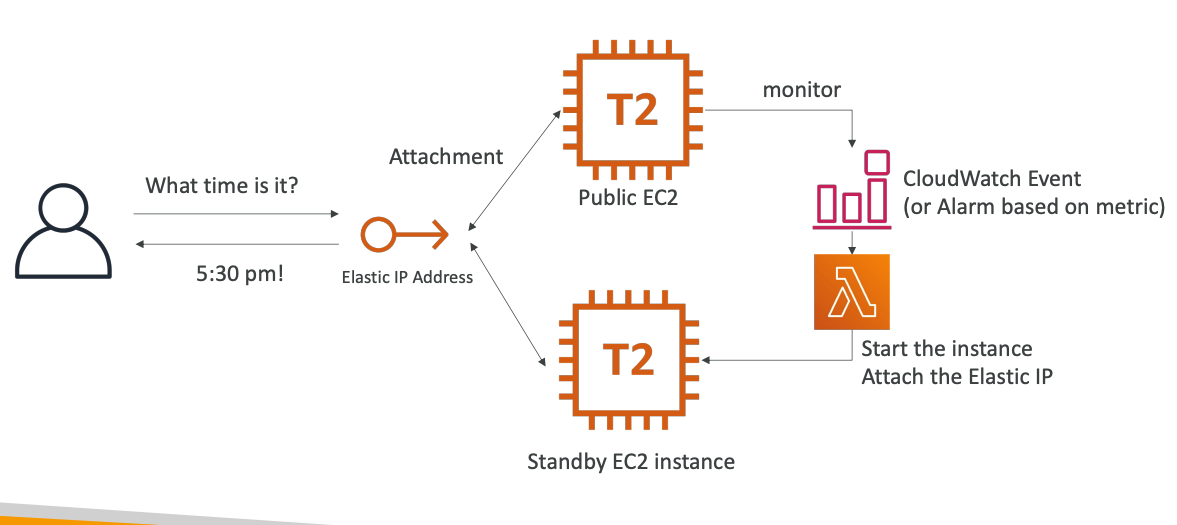 What time is it?
5:30 pm!
Attachment
Elastic IP Address
T2
Public EC2
monitor
CloudWatch Event
(or Alarm based on metric)
λ
Start the instance
Attach the Elastic IP
T2
Standby EC2 instance